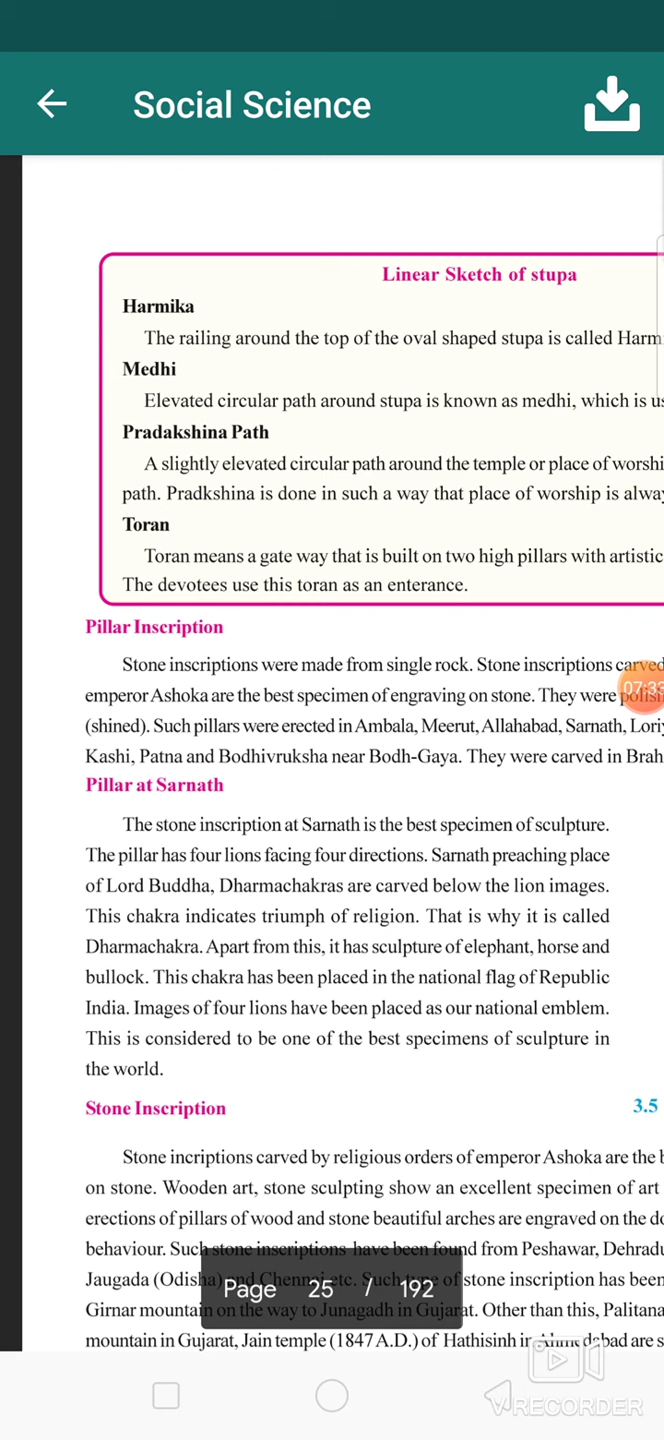 Social Science
Linear Sketch of stupa
Harmika
The railing around the top of the oval shaped stupa is called
Medhi
Elevated circular path around stupa is known as medhi, which is
Pradakshina Path
A slightly elevated circular path around the temple or place of
path. Pradkshina is done in such a way that place of worship is
Toran
Toran means a gate way that is built on two high pillars with artistic
The devotees use this toran as an enterance.
Pillar Inscription
Stone inscriptions were made from single rock. Stone inscriptions carved
emperor Ashoka are the best specimen of engraving on stone. They were
07:33
(shined). Such pillars were erected in Ambala, Meerut, Allahabad, Sarnath,
Kashi, Patna and Bodhivruksha near Bodh-Gaya. They were carved in
Pillar at Sarnath
The stone inscription at Sarnath is the best specimen of sculpture.
The pillar has four lions facing four directions. Sarnath preaching place
of Lord Buddha, Dharmachakras are carved below the lion images.
This chakra indicates triumph of religion. That is why it is called
Dharmachakra. Apart from this, it has sculpture of elephant, horse and
bullock. This chakra has been placed in the national flag of Republic
India. Images of four lions have been placed as our national emblem.
This is considered to be one of the best specimens of sculpture in
the world.
Stone Inscription
3.5
Stone incriptions carved by religious orders of emperor Ashoka are the
on stone. Wooden art, stone sculpting show an excellent specimen of art
erections of pillars of wood and stone beautiful arches are engraved on the
behaviour. Such stone inscriptions have been found from Peshawar,
Jaugada (Odisha) and Chennai etc. Such type of stone inscription has been
Page 25 / 192
Girnar mountain on the way to Junagadh in Gujarat. Other than this, Palitana
mountain in Gujarat, Jain temple (1847 A.D.) of Hathisinh in Ahmedabad are
V RECORDER